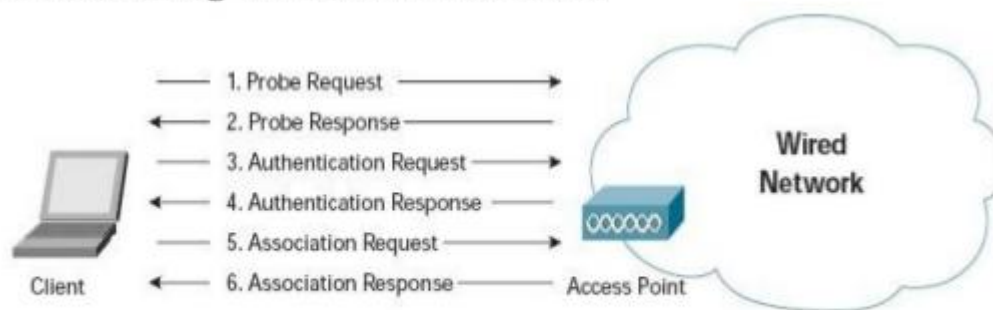 1. Probe Request
2. Probe Response
3. Authentication Request
4. Authentication Response
5. Association Request
6. Association Response
Client
Access Point
Wired
Network